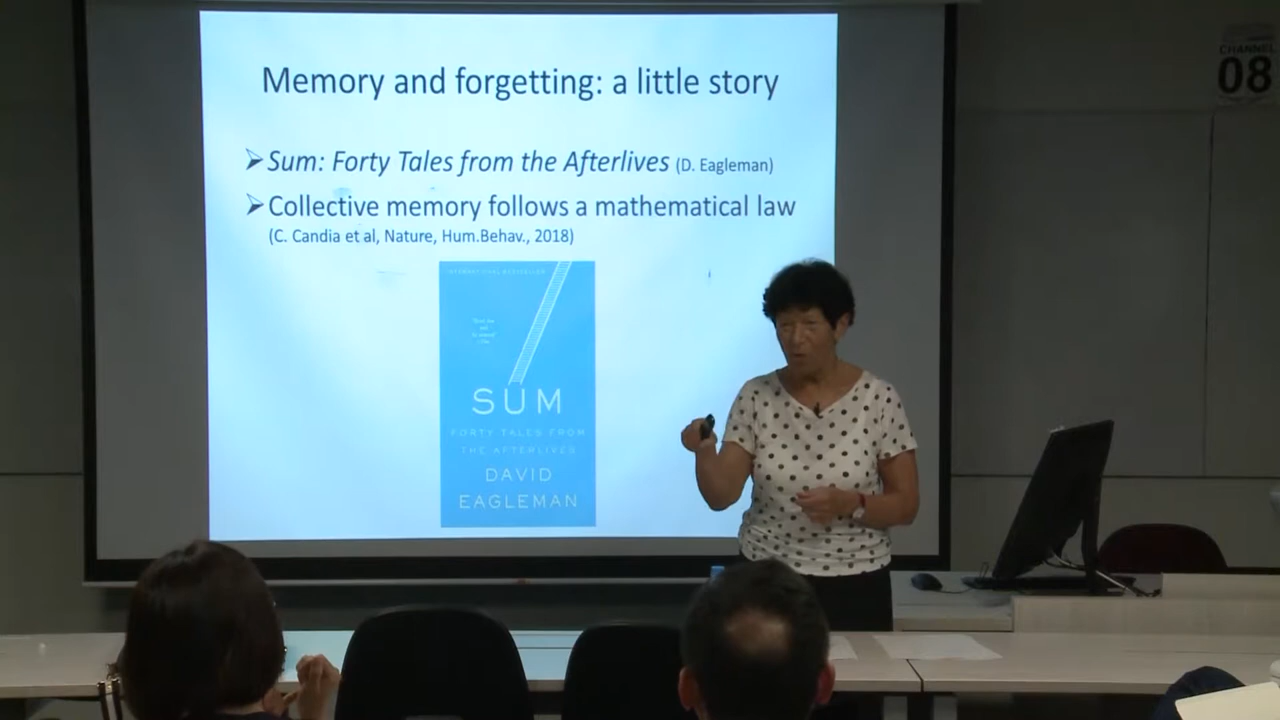 Memory and forgetting: a little story
➢ Sum: Forty Tales from the Afterlives (D. Eagleman)
➢ Collective memory follows a mathematical law
(C. Candia et al, Nature, Hum.Behav., 2018)
SUM
FORTY TALES FROM
THE AFTERLIVES
DAVID
EAGLEMAN
CHANNEL
08